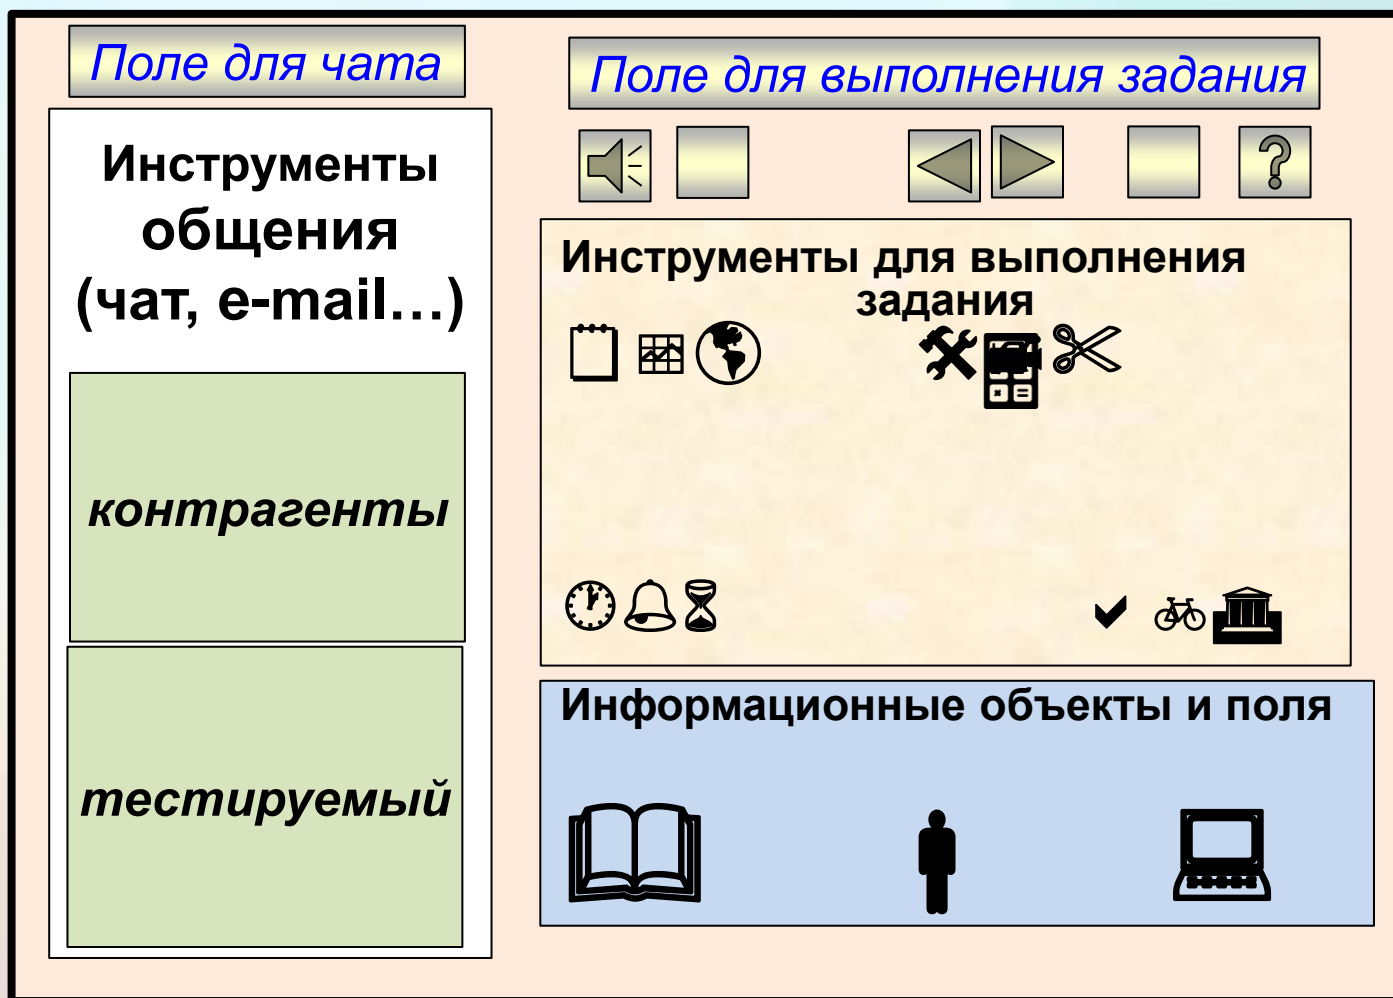 Поле для чата
Инструменты
общения
(чат, e-mail…)
контрагенты
тестируемый
Поле для выполнения задания
?
Инструменты для выполнения
задания
Информационные объекты и поля